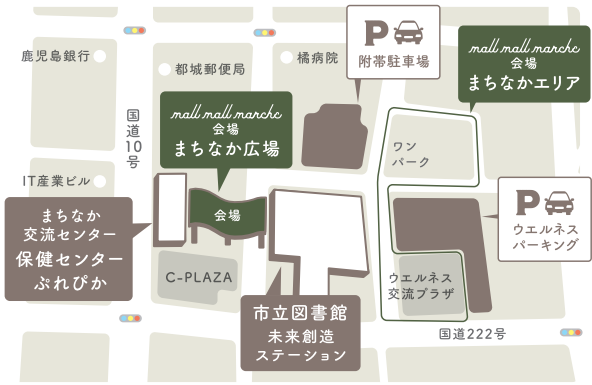 鹿児島銀行
都城郵便局
橘病院
P
附帯駐車場
mall mall marche
会場
まちなかエリア
国道10号
mall mall marche
会場
まちなか広場
ワン
パーク
ITビル産業ビル
まちなか
交流センター
保健センター
ぷれぴか
会場
P
ウエルネス
パーキング
C-PLAZA
ウエルネス
交流プラザ
市立図書館
未来創造
ステーション
国道222号